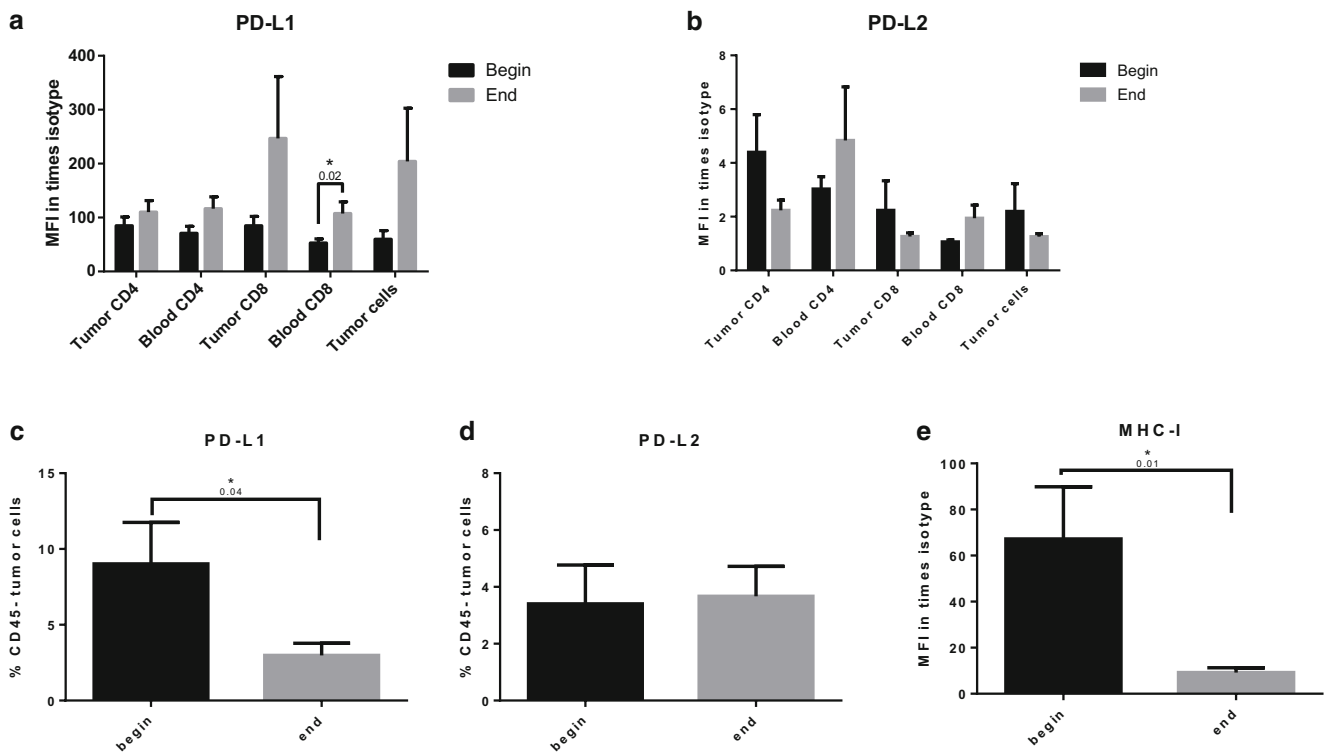 a
PD-L1
MFI in times isotype
400
300
200
100
0
*
0.02
Tumor CD4
Blood CD4
Tumor CD8
Blood CD8
Tumor cells
Begin
End
b
PD-L2
MFI in times isotype
8
6
4
2
0
Tumor CD4
Blood CD4
Tumor CD8
Blood CD8
Tumor cells
Begin
End
c
PD-L1
% CD45- tumor cells
15
10
5
0
*
0.04
begin
end
d
PD-L2
% CD45- tumor cells
8
6
4
2
0
begin
end
e
MHC-I
MFI in times isotype
100
80
60
40
20
0
*
0.01
begin
end